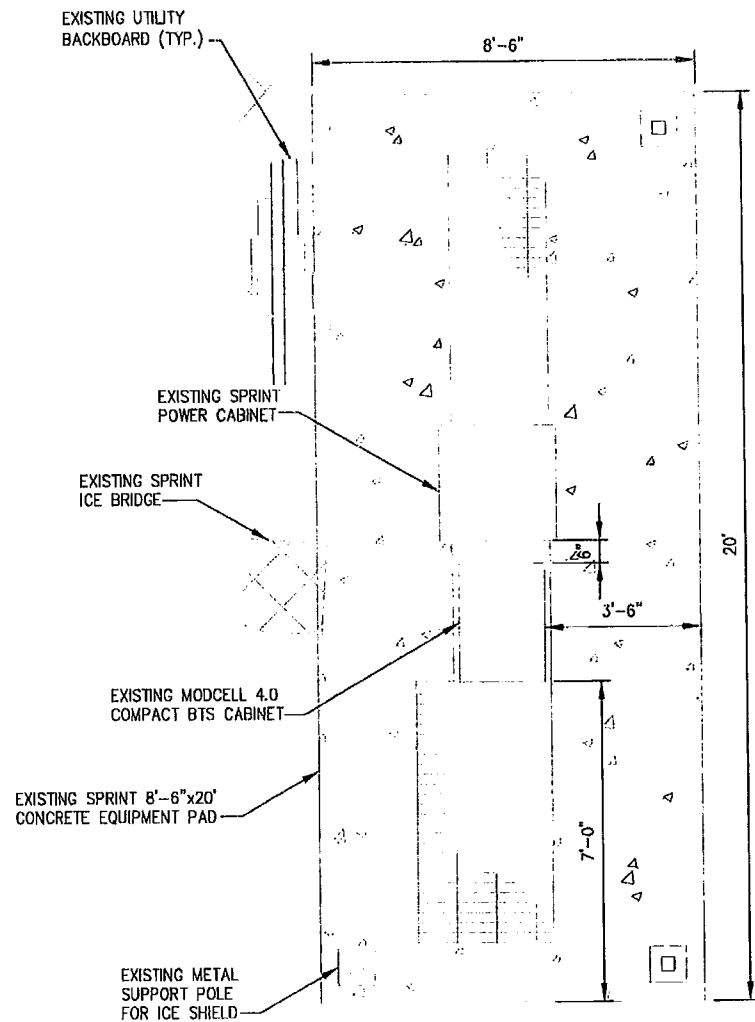 EXISTING UTILITY
BACKBOARD (TYP.)
8'-6"
EXISTING SPRINT
POWER CABINET
EXISTING SPRINT
ICE BRIDGE
6"
20'
3'-6"
EXISTING MODCELL 4.0
COMPACT BTS CABINET
EXISTING SPRINT 8'-6"x20'
CONCRETE EQUIPMENT PAD
7'-0"
EXISTING METAL
SUPPORT POLE
FOR ICE SHIELD